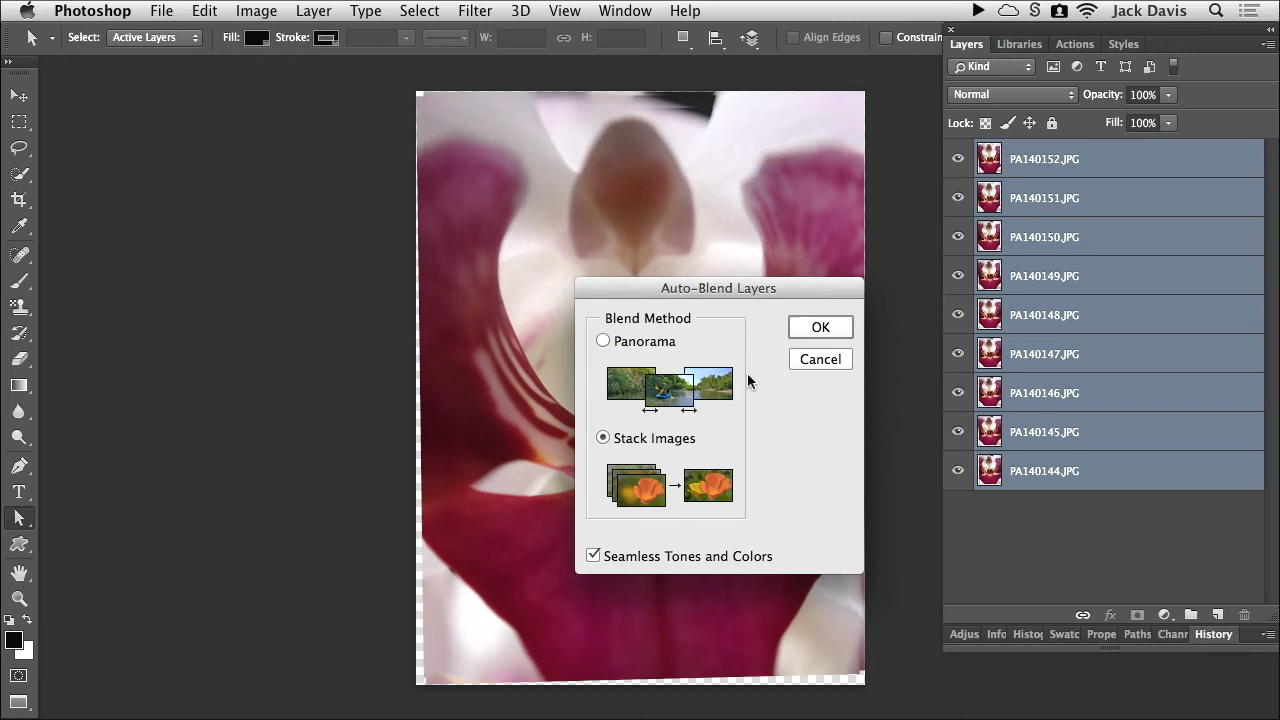 Photoshop File Edit Image Layer Type Select Filter 3D View Window Help Jack Davis
Select: Active Layers Fill: Stroke: W: H: Align Edges Constrain
Layers Libraries Actions Styles
Kind
Normal Opacity: 100%
Lock: Fill: 100%
PA140152.JPG
PA140151.JPG
PA140150.JPG
PA140149.JPG
PA140148.JPG
PA140147.JPG
PA140146.JPG
PA140145.JPG
PA140144.JPG
Adjus Info Histog Swatc Prope Paths Chann History
Auto-Blend Layers
Blend Method
Panorama
Stack Images
Seamless Tones and Colors
OK
Cancel